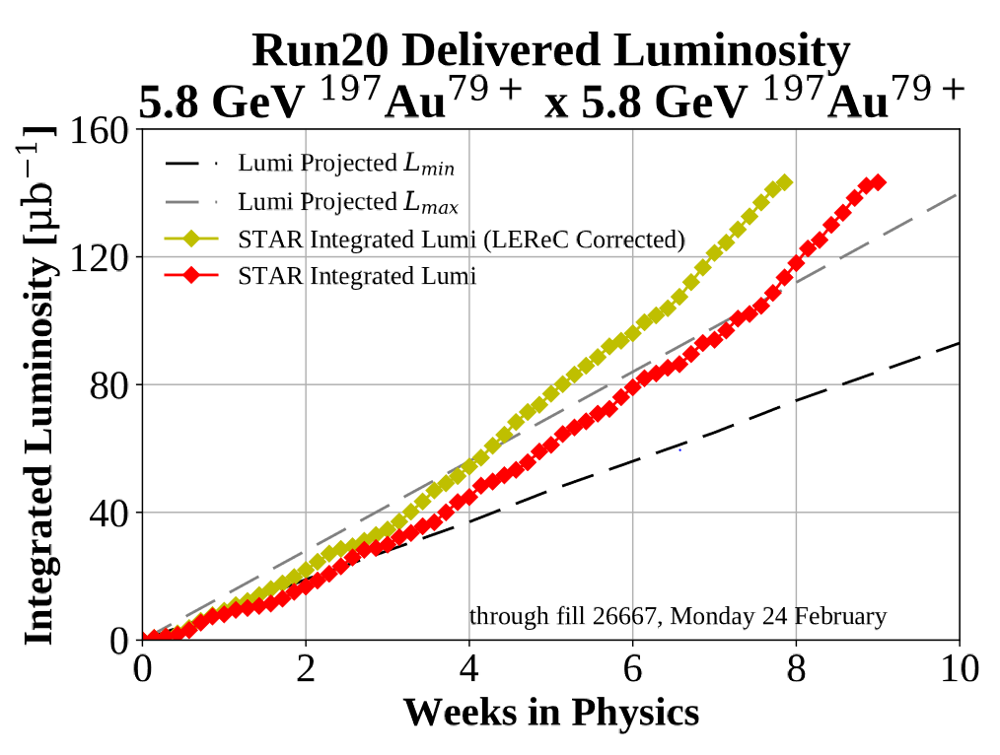 Run20 Delivered Luminosity
5.8 GeV ¹⁹⁷Au⁷⁹⁺ x 5.8 GeV ¹⁹⁷Au⁷⁹⁺
Integrated Luminosity [µb⁻¹]
160
120
80
40
0
Lumi Projected L_min
Lumi Projected L_max
STAR Integrated Lumi (LEReC Corrected)
STAR Integrated Lumi
through fill 26667, Monday 24 February
0 2 4 6 8 10
Weeks in Physics